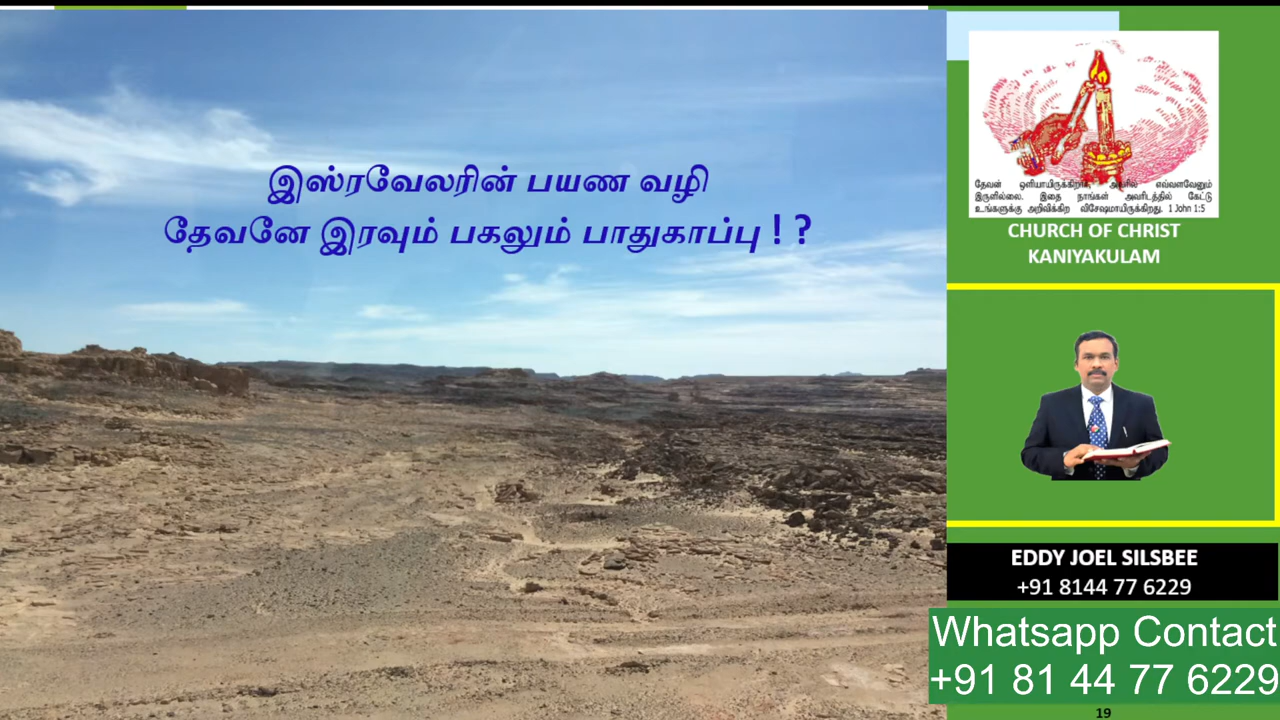 இஸ்ரவேலரின் பயண வழி
தேவனே இரவும் பகலும் பாதுகாப்பு ! ?
தேவன் ஒளியாயிருக்கிறார், அவரில் எவ்வளவேனும்
இருளில்லை. இதை நாங்கள் அவரிடத்தில் கேட்டு
உங்களுக்கு அறிவிக்கிற விசேஷமாயிருக்கிறது. 1 John 1:5
CHURCH OF CHRIST
KANIYAKULAM
EDDY JOEL SILSBEE
+91 8144 77 6229
Whatsapp Contact
+91 81 44 77 6229
19